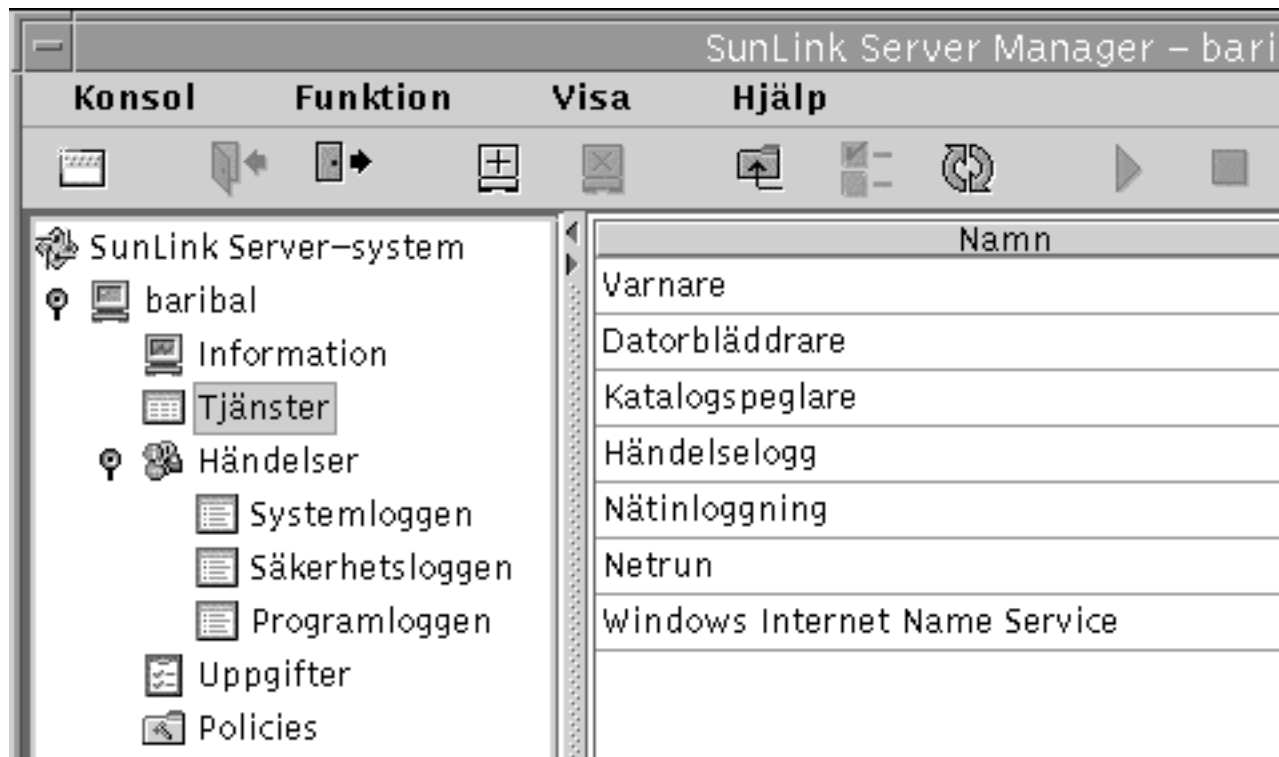 SunLink Server Manager – bari
Konsol Funktion Visa Hjälp
SunLink Server–system
baribal
Information
Tjänster
Händelser
Systemloggen
Säkerhetsloggen
Programloggen
Uppgifter
Policies
Namn
Varnare
Datorbläddrare
Katalogspeglare
Händelselogg
Nätinloggning
Netrun
Windows Internet Name Service